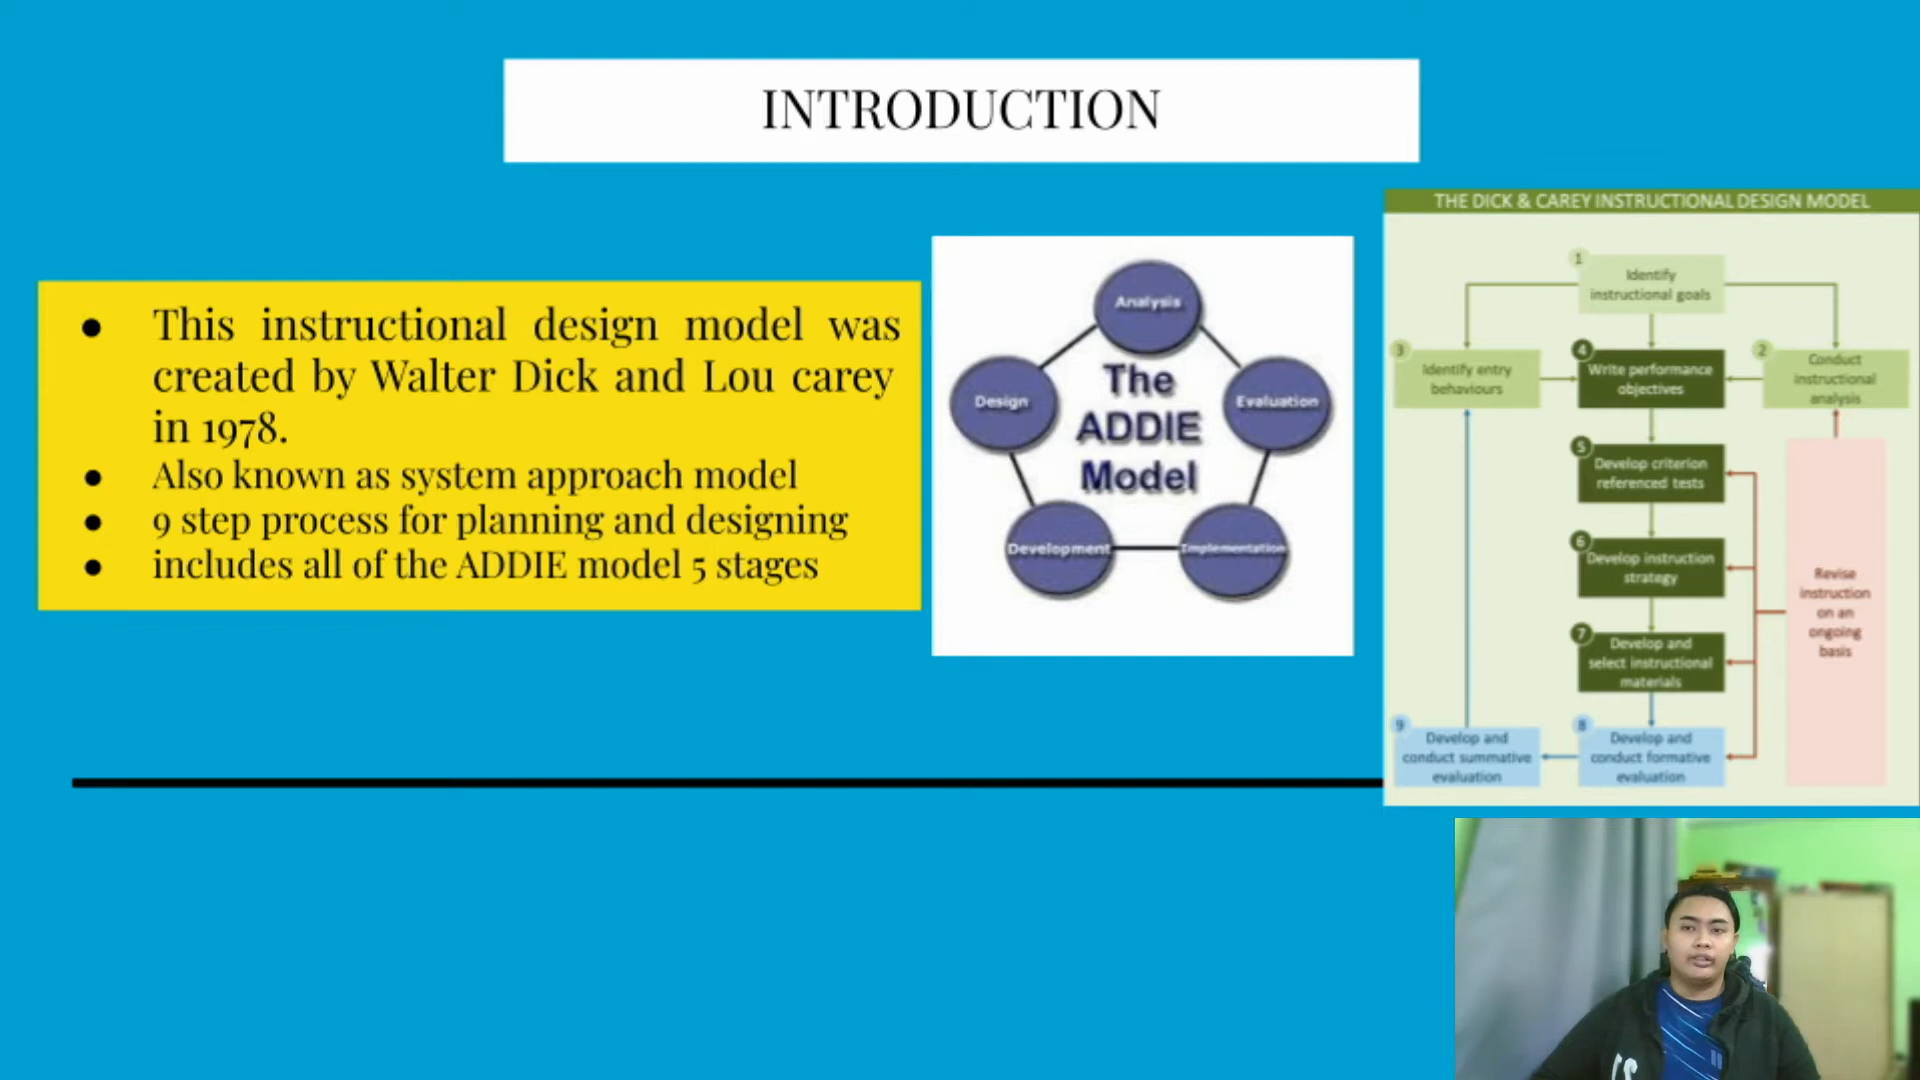 INTRODUCTION
● This instructional design model was
created by Walter Dick and Lou carey
in 1978.
● Also known as system approach model
● 9 step process for planning and designing
● includes all of the ADDIE model 5 stages
Analysis
Design
The
ADDIE
Model
Evaluation
Development
Implementation
THE DICK & CAREY INSTRUCTIONAL DESIGN MODEL
1
Identify
instructional goals
3
Identify entry
behaviours
4
Write performance
objectives
2
Conduct
instructional
analysis
5
Develop criterion
referenced tests
6
Develop instruction
strategy
7
Develop and
select instructional
materials
Revise
instruction
on an
ongoing
basis
9
Develop and
conduct summative
evaluation
8
Develop and
conduct formative
evaluation